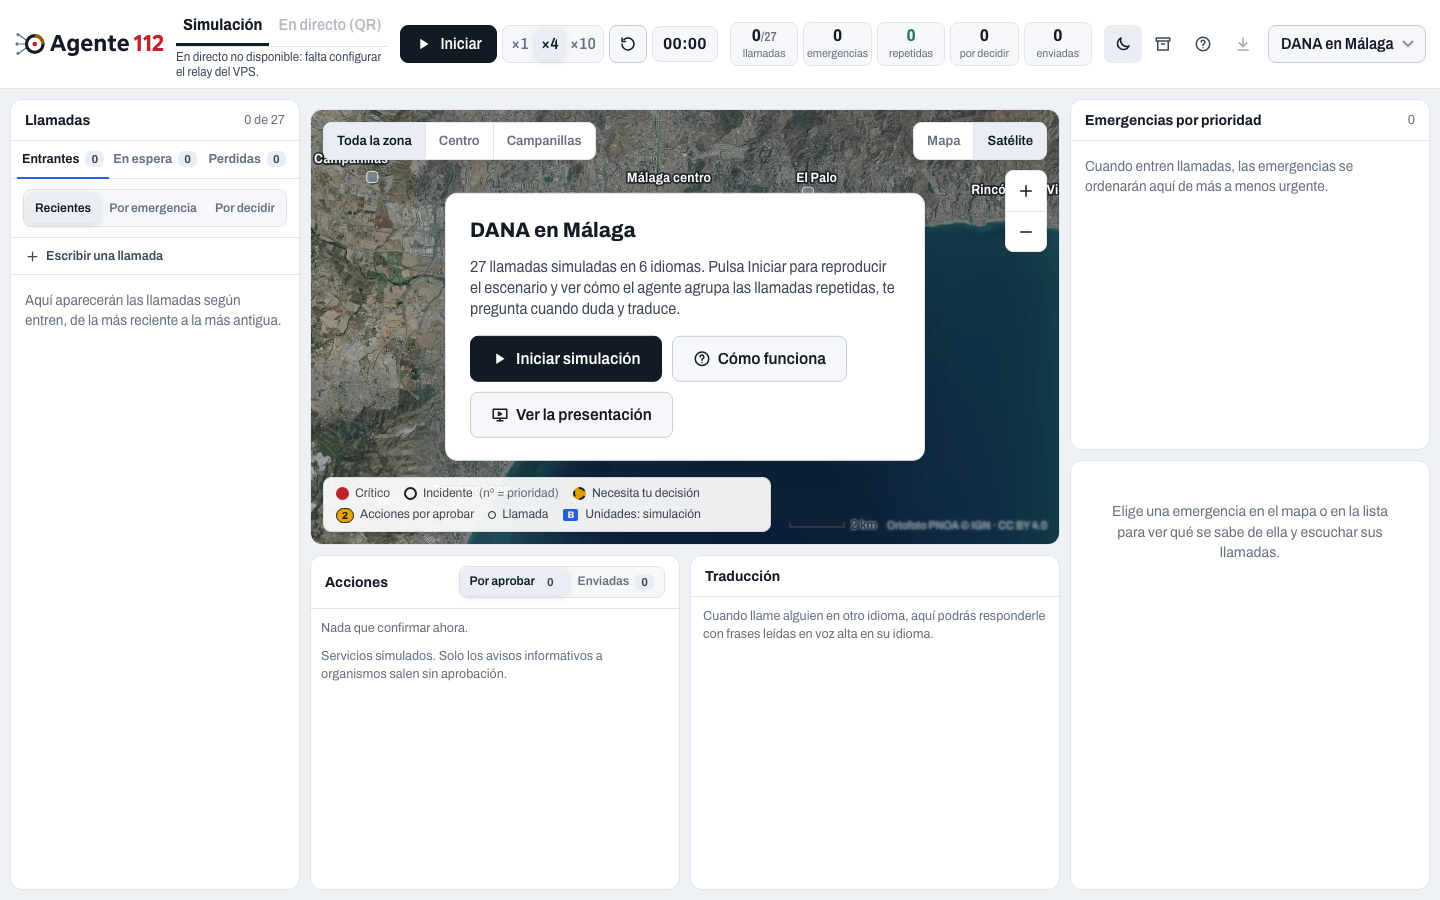 Agente 112
Simulación
En directo (QR)
En directo no disponible: falta configurar
el relay del VPS.
Iniciar
×1
×4
×10
00:00
0/27
llamadas
0
emergencias
0
repetidas
0
por decidir
0
enviadas
DANA en Málaga
Llamadas
0 de 27
Entrantes 0
En espera 0
Perdidas 0
Recientes
Por emergencia
Por decidir
Escribir una llamada
Aquí aparecerán las llamadas según
entren, de la más reciente a la más antigua.
Toda la zona
Centro
Campanillas
Mapa
Satélite
Campanillas
Málaga centro
El Palo
+
−
DANA en Málaga
27 llamadas simuladas en 6 idiomas. Pulsa Iniciar para reproducir
el escenario y ver cómo el agente agrupa las llamadas repetidas, te
pregunta cuando duda y traduce.
Iniciar simulación
Cómo funciona
Ver la presentación
Crítico
Incidente (nº = prioridad)
Necesita tu decisión
2 Acciones por aprobar
Llamada
B Unidades: simulación
2 km
Ortofoto PNOA © IGN · CC BY 4.0
Acciones
Por aprobar 0
Enviadas 0
Nada que confirmar ahora.
Servicios simulados. Solo los avisos informativos a
organismos salen sin aprobación.
Traducción
Cuando llame alguien en otro idioma, aquí podrás responderle
con frases leídas en voz alta en su idioma.
Emergencias por prioridad
0
Cuando entren llamadas, las emergencias se
ordenarán aquí de más a menos urgente.
Elige una emergencia en el mapa o en la lista
para ver qué se sabe de ella y escuchar sus
llamadas.